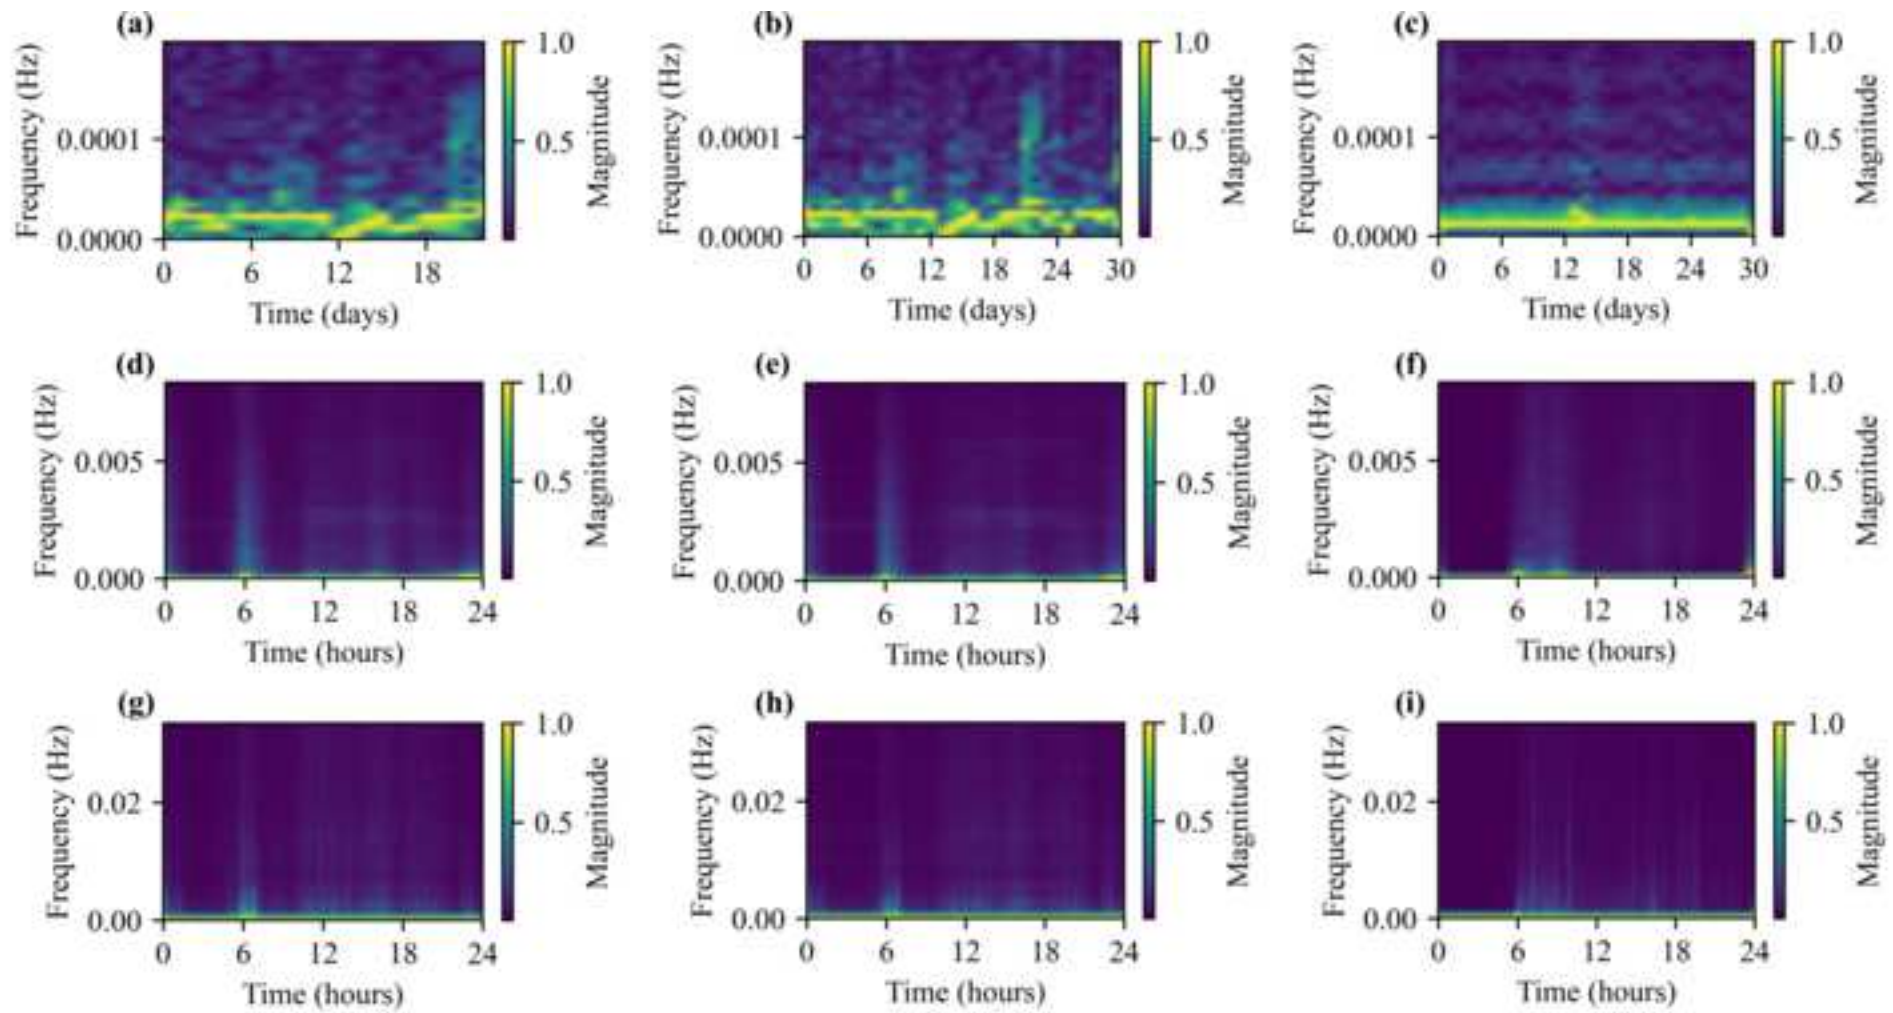 (a)
Frequency (Hz)
0.0001
0.0000
0 6 12 18
Time (days)
1.0
0.5
Magnitude
(b)
Frequency (Hz)
0.0001
0.0000
0 6 12 18 24 30
Time (days)
1.0
0.5
Magnitude
(c)
Frequency (Hz)
0.0001
0.0000
0 6 12 18 24 30
Time (days)
1.0
0.5
Magnitude
(d)
Frequency (Hz)
0.005
0.000
0 6 12 18 24
Time (hours)
1.0
0.5
Magnitude
(e)
Frequency (Hz)
0.005
0.000
0 6 12 18 24
Time (hours)
1.0
0.5
Magnitude
(f)
Frequency (Hz)
0.005
0.000
0 6 12 18 24
Time (hours)
1.0
0.5
Magnitude
(g)
Frequency (Hz)
0.02
0.00
0 6 12 18 24
Time (hours)
1.0
0.5
Magnitude
(h)
Frequency (Hz)
0.02
0.00
0 6 12 18 24
Time (hours)
1.0
0.5
Magnitude
(i)
Frequency (Hz)
0.02
0.00
0 6 12 18 24
Time (hours)
1.0
0.5
Magnitude